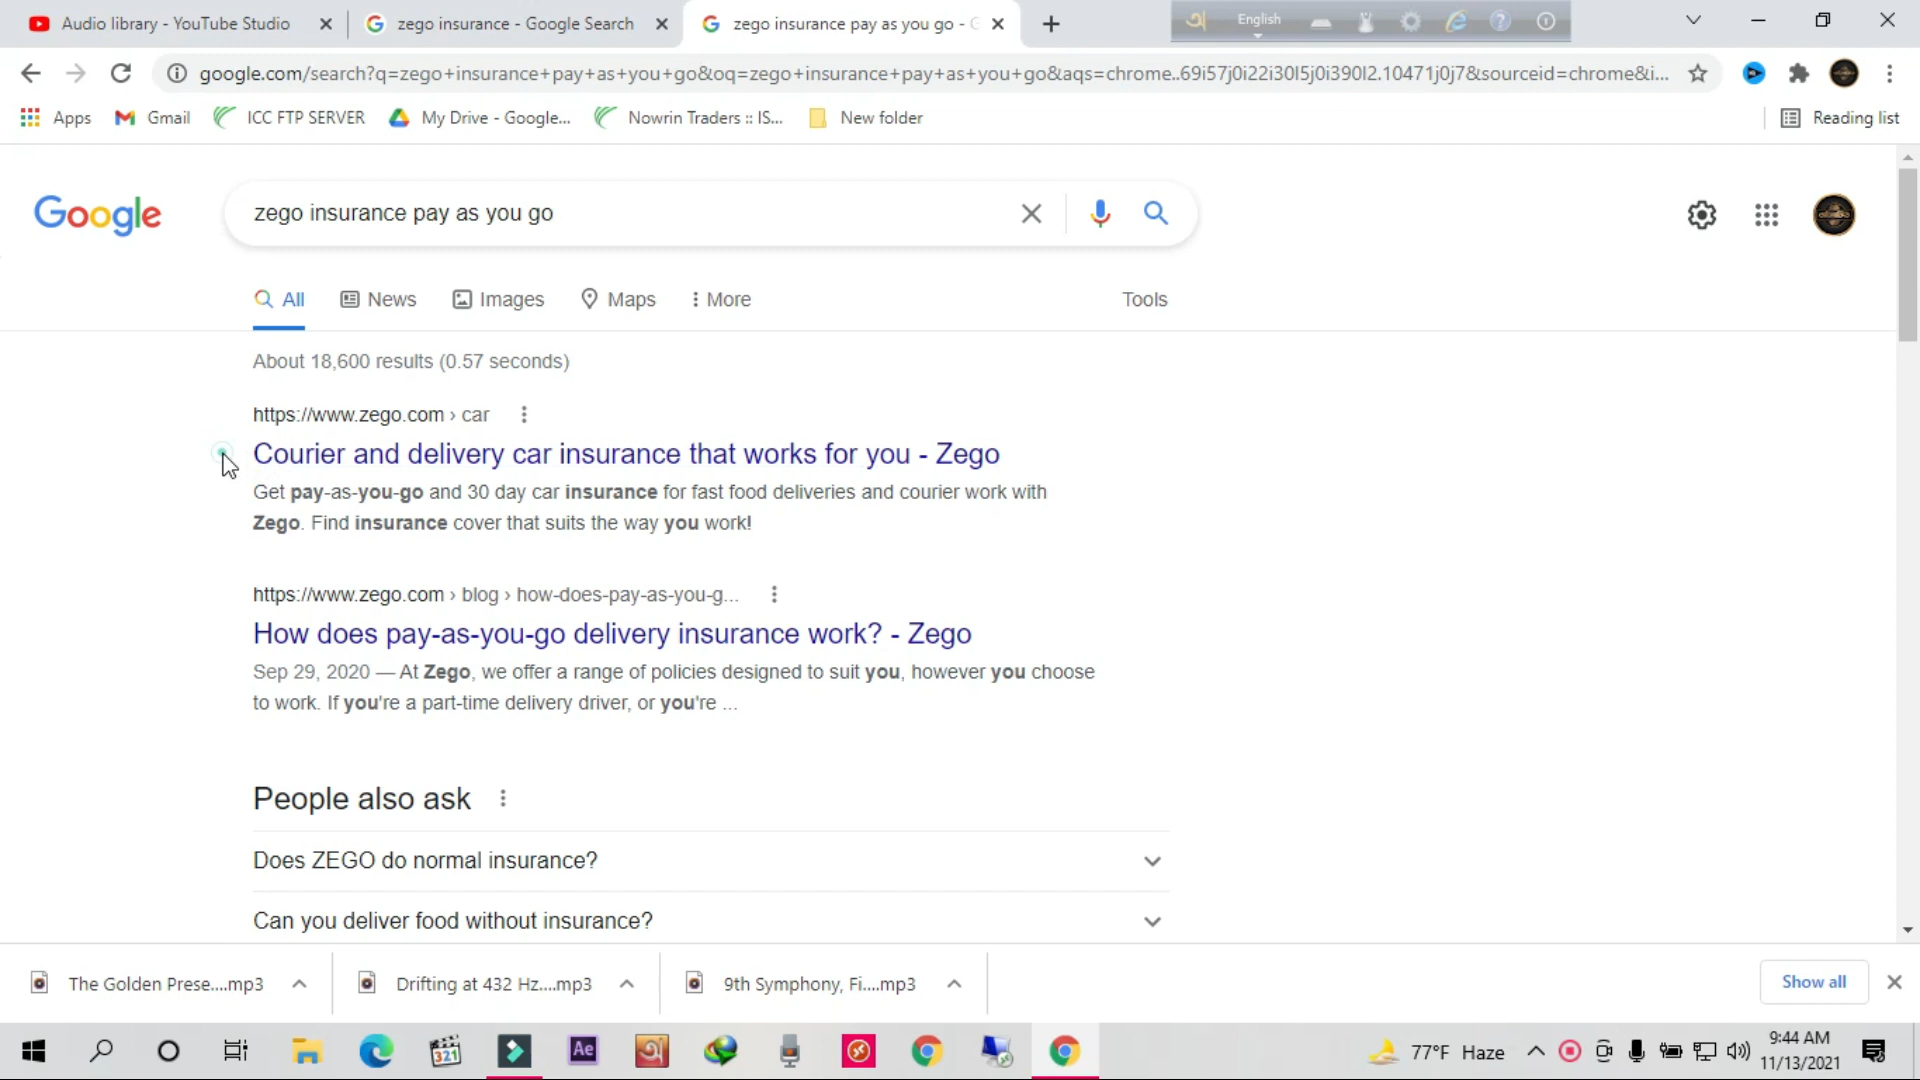 Audio library - YouTube Studio
zego insurance - Google Search
zego insurance pay as you go - G
English
google.com/search?q=zego+insurance+pay+as+you+go&oq=zego+insurance+pay+as+you+go&aqs=chrome..69i57j0i22i30l5j0i390l2.10471j0j7&sourceid=chrome&i...
Apps
Gmail
ICC FTP SERVER
My Drive - Google...
Nowrin Traders :: IS...
New folder
Reading list
Google
zego insurance pay as you go
All
News
Images
Maps
More
Tools
About 18,600 results (0.57 seconds)
https://www.zego.com › car
Courier and delivery car insurance that works for you - Zego
Get pay-as-you-go and 30 day car insurance for fast food deliveries and courier work with
Zego. Find insurance cover that suits the way you work!
https://www.zego.com › blog › how-does-pay-as-you-g...
How does pay-as-you-go delivery insurance work? - Zego
Sep 29, 2020 — At Zego, we offer a range of policies designed to suit you, however you choose
to work. If you're a part-time delivery driver, or you're ...
People also ask
Does ZEGO do normal insurance?
Can you deliver food without insurance?
The Golden Prese....mp3
Drifting at 432 Hz....mp3
9th Symphony, Fi....mp3
Show all
321
Ae
অ
77°F Haze
9:44 AM
11/13/2021